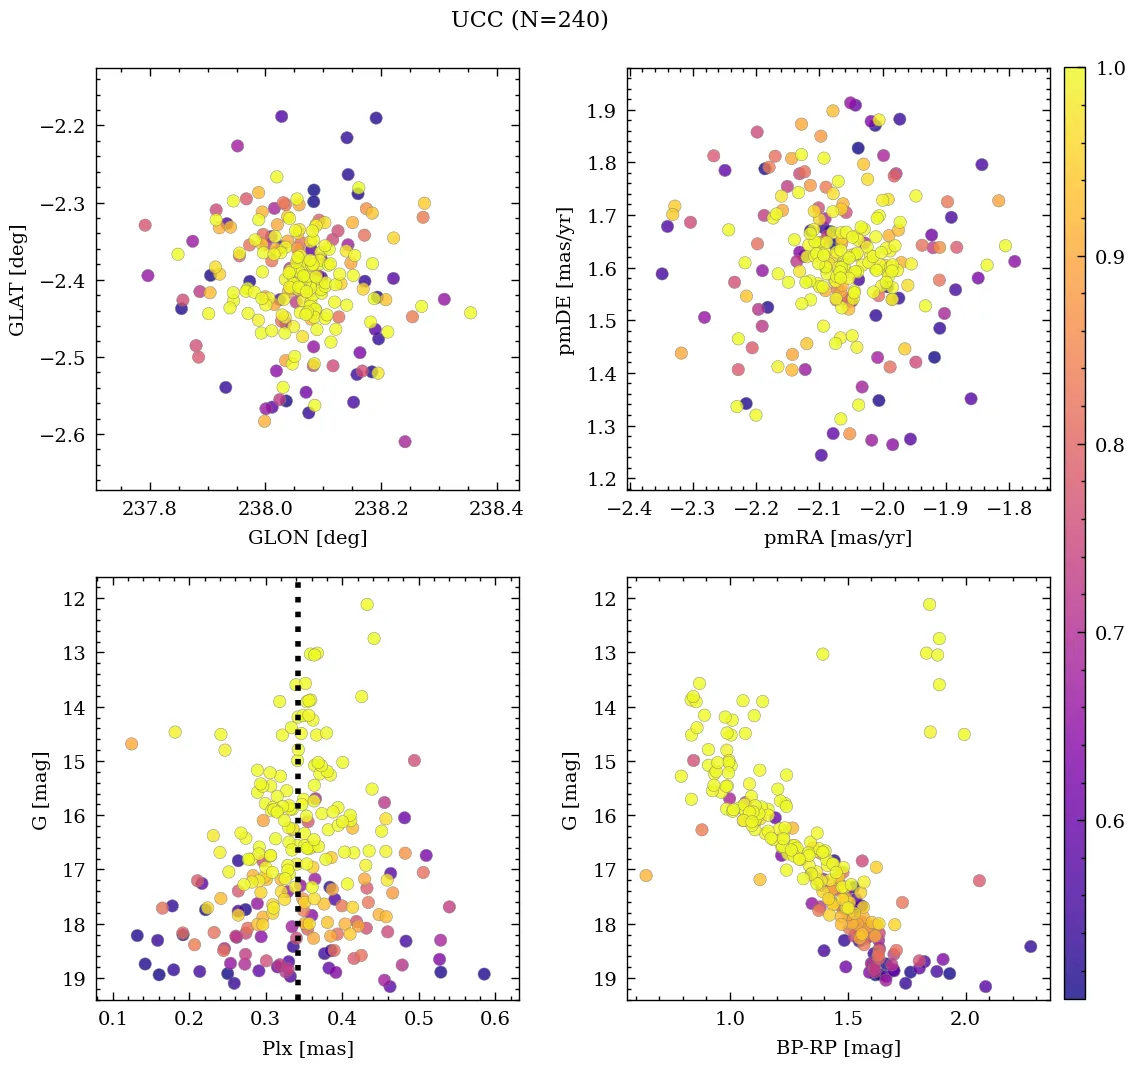 UCC (N=240)
−2.2
−2.3
−2.4
−2.5
−2.6
GLAT [deg]
237.8 238.0 238.2 238.4
GLON [deg]
1.9
1.8
1.7
1.6
1.5
1.4
1.3
1.2
pmDE [mas/yr]
−2.4 −2.3 −2.2 −2.1 −2.0 −1.9 −1.8
pmRA [mas/yr]
1.0
0.9
0.8
0.7
0.6
12
13
14
15
16
17
18
19
G [mag]
0.1 0.2 0.3 0.4 0.5 0.6
Plx [mas]
12
13
14
15
16
17
18
19
G [mag]
1.0 1.5 2.0
BP-RP [mag]